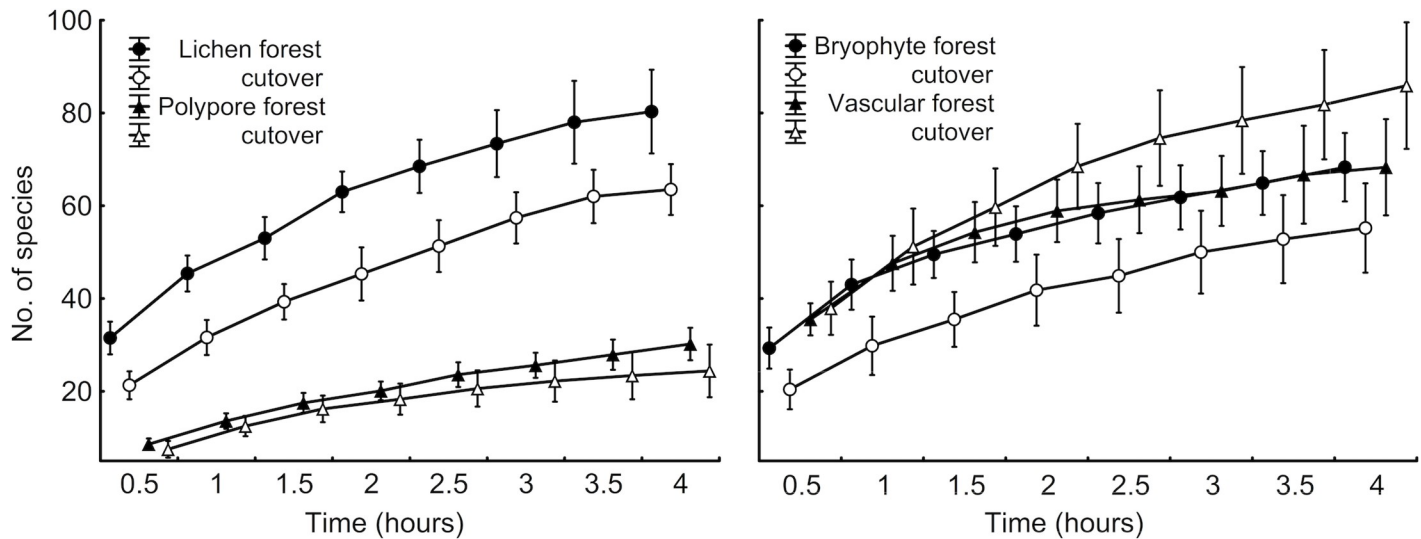 No. of species
100
80
60
40
20
Lichen forest
cutover
Polypore forest
cutover
0.5 1 1.5 2 2.5 3 3.5 4
Time (hours)
Bryophyte forest
cutover
Vascular forest
cutover
0.5 1 1.5 2 2.5 3 3.5 4
Time (hours)